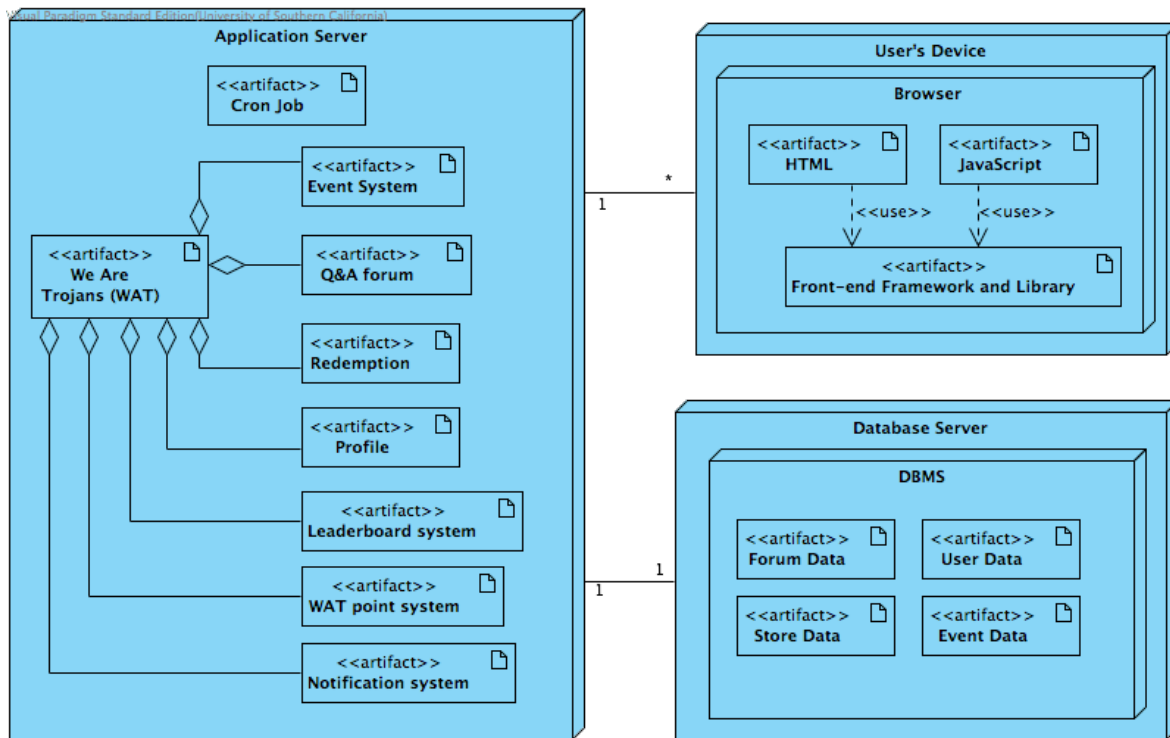 Visual Paradigm Standard Edition(University of Southern California)
Application Server
<<artifact>>
Cron Job
<<artifact>>
Event System
<<artifact>>
We Are
Trojans (WAT)
<<artifact>>
Q&A forum
<<artifact>>
Redemption
<<artifact>>
Profile
<<artifact>>
Leaderboard system
<<artifact>>
WAT point system
<<artifact>>
Notification system
1
*
User's Device
Browser
<<artifact>>
HTML
<<artifact>>
JavaScript
<<use>>
<<use>>
<<artifact>>
Front-end Framework and Library
1
1
Database Server
DBMS
<<artifact>>
Forum Data
<<artifact>>
User Data
<<artifact>>
Store Data
<<artifact>>
Event Data